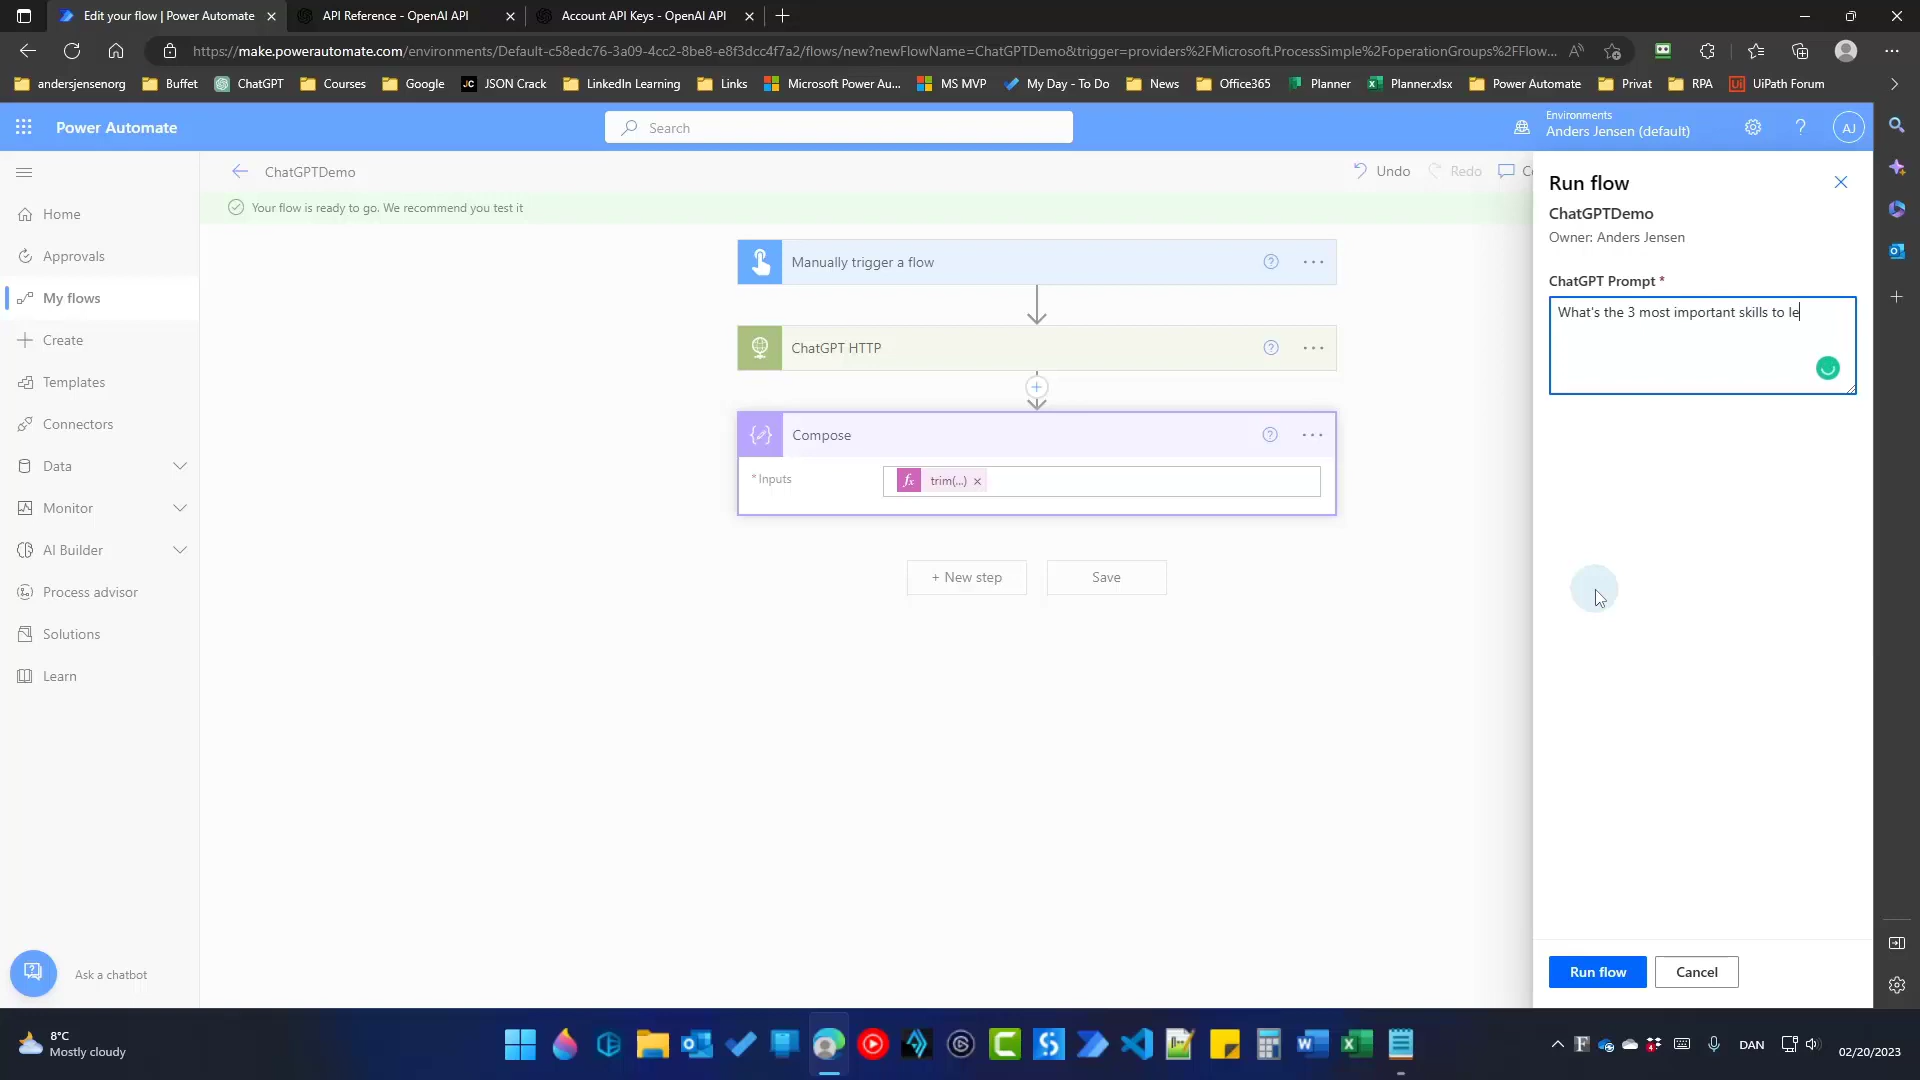 Edit your flow | Power Automate
API Reference - OpenAI API
Account API Keys - OpenAI API
https://make.powerautomate.com/environments/Default-c58edc76-3a09-4cc2-8be8-e8f3dcc4f7a2/flows/new?newFlowName=ChatGPTDemo&trigger=providers%2FMicrosoft.ProcessSimple%2FoperationGroups%2FFlow...
andersjensenorg
Buffet
ChatGPT
Courses
Google
JC JSON Crack
LinkedIn Learning
Links
Microsoft Power Au...
MS MVP
My Day - To Do
News
Office365
Planner
Planner.xlsx
Power Automate
Privat
RPA
Ui UiPath Forum
Power Automate
Search
Environments
Anders Jensen (default)
?
AJ
ChatGPTDemo
Undo
Redo
Your flow is ready to go. We recommend you test it
Home
Approvals
My flows
Create
Templates
Connectors
Data
Monitor
AI Builder
Process advisor
Solutions
Learn
Ask a chatbot
Manually trigger a flow
ChatGPT HTTP
Compose
* Inputs
fx trim(...) ×
+ New step
Save
Run flow
ChatGPTDemo
Owner: Anders Jensen
ChatGPT Prompt *
What's the 3 most important skills to le
Run flow
Cancel
8°C
Mostly cloudy
DAN
02/20/2023